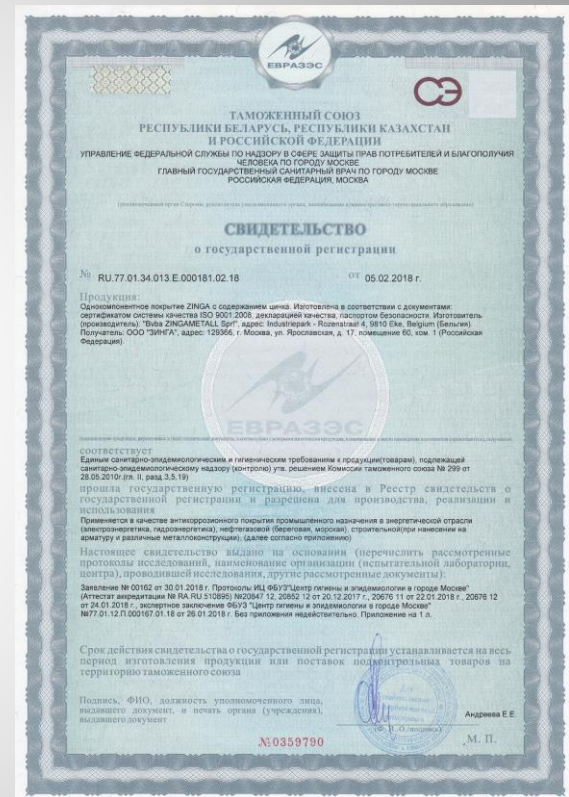 ЕВРАЗЭС
СЭ
ТАМОЖЕННЫЙ СОЮЗ
РЕСПУБЛИКИ БЕЛАРУСЬ, РЕСПУБЛИКИ КАЗАХСТАН
И РОССИЙСКОЙ ФЕДЕРАЦИИ
УПРАВЛЕНИЕ ФЕДЕРАЛЬНОЙ СЛУЖБЫ ПО НАДЗОРУ В СФЕРЕ ЗАЩИТЫ ПРАВ ПОТРЕБИТЕЛЕЙ И БЛАГОПОЛУЧИЯ
ЧЕЛОВЕКА ПО ГОРОДУ МОСКВЕ
ГЛАВНЫЙ ГОСУДАРСТВЕННЫЙ САНИТАРНЫЙ ВРАЧ ПО ГОРОДУ МОСКВЕ
РОССИЙСКАЯ ФЕДЕРАЦИЯ, МОСКВА
СВИДЕТЕЛЬСТВО
о государственной регистрации
№ RU.77.01.34.013.E.000181.02.18 от 05.02.2018 г.
Продукция:
Однокомпонентное покрытие ZINGA с содержанием цинка. Изготовлена в соответствии с документами:
сертификатом системы качества ISO 9001:2008, декларацией качества, паспортом безопасности. Изготовитель
(производитель): "Bvba ZINGAMETALL Sprl", адрес: Industriepark - Rozenstraat 4, 9810 Eke, Belgium (Бельгия).
Получатель: ООО "ЗИНГА", адрес: 129366, г. Москва, ул. Ярославская, д. 17, помещение 60, ком. 1 (Российская
Федерация).
ЕВРАЗЭС
соответствует
Единым санитарно-эпидемиологическим и гигиеническим требованиям к продукции(товарам), подлежащей
санитарно-эпидемиологическому надзору (контролю) утв. решением Комиссии таможенного союза № 299 от
28.05.2010г.(гл. II, разд 3,5,19)
прошла государственную регистрацию, внесена в Реестр свидетельств о
государственной регистрации и разрешена для производства, реализации и
использования
Применяется в качестве антикоррозионного покрытия промышленного назначения в энергетической отрасли
(электроэнергетика, гидроэнергетика), нефтегазовой (береговая, морская), строительной(при нанесении на
арматуру и различные металлоконструкции), (далее согласно приложению)
Настоящее свидетельство выдано на основании (перечислить рассмотренные
протоколы исследований, наименование организации (испытательной лаборатории,
центра), проводившей исследования, другие рассмотренные документы):
Заявление № 00162 от 30.01.2018 г. Протоколы ИЦ ФБУЗ"Центр гигиены и эпидемиологии в городе Москве"
(Аттестат аккредитации № RA.RU.510895) №20847 12, 20852 12 от 20.12.2017 г., 20676 11 от 22.01.2018 г., 20676 12
от 24.01.2018 г., экспертное заключение ФБУЗ "Центр гигиены и эпидемиологии в городе Москве"
№77.01.12.П.000167.01.18 от 26.01.2018 г. Без приложения недействительно. Приложение на 1 л.
Срок действия свидетельства о государственной регистрации устанавливается на весь
период изготовления продукции или поставок подконтрольных товаров на
территорию таможенного союза
Подпись, ФИО, должность уполномоченного лица,
выдавшего документ, и печать органа (учреждения),
выдавшего документ
Андреева Е.Е.
(Ф. И. О./подпись)
№0359790
М. П.